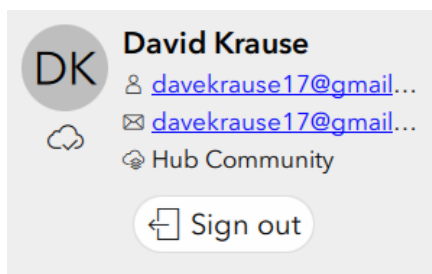 DK
David Krause
davekrause17@gmail...
davekrause17@gmail...
Hub Community
Sign out